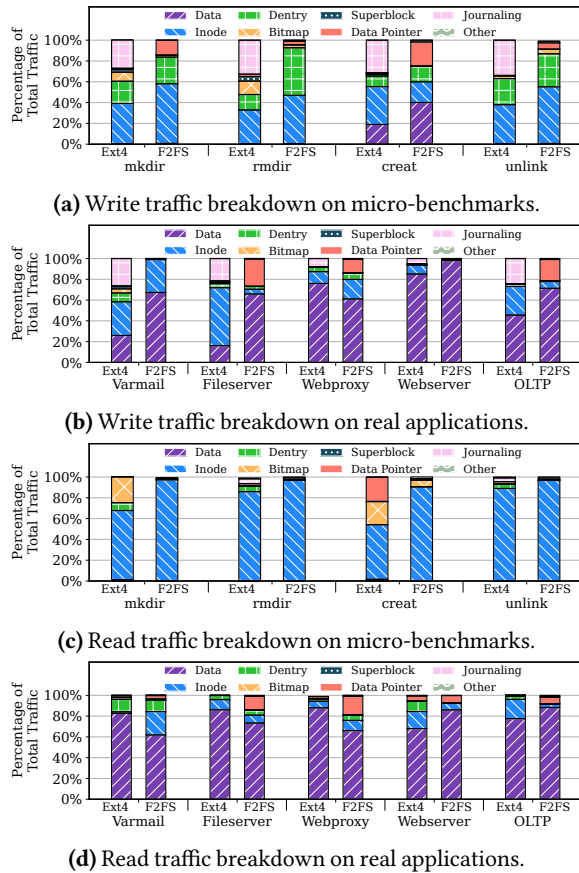 Percentage of
Total Traffic
Data Dentry Superblock Journaling
Inode Bitmap Data Pointer Other
100%
80%
60%
40%
20%
0%
Ext4 F2FS Ext4 F2FS Ext4 F2FS Ext4 F2FS
mkdir rmdir creat unlink
(a) Write traffic breakdown on micro-benchmarks.
Percentage of
Total Traffic
Data Dentry Superblock Journaling
Inode Bitmap Data Pointer Other
100%
80%
60%
40%
20%
0%
Ext4 F2FS Ext4 F2FS Ext4 F2FS Ext4 F2FS Ext4 F2FS
Varmail Fileserver Webproxy Webserver OLTP
(b) Write traffic breakdown on real applications.
Percentage of
Total Traffic
Data Dentry Superblock Journaling
Inode Bitmap Data Pointer Other
100%
80%
60%
40%
20%
0%
Ext4 F2FS Ext4 F2FS Ext4 F2FS Ext4 F2FS
mkdir rmdir creat unlink
(c) Read traffic breakdown on micro-benchmarks.
Percentage of
Total Traffic
Data Dentry Superblock Journaling
Inode Bitmap Data Pointer Other
100%
80%
60%
40%
20%
0%
Ext4 F2FS Ext4 F2FS Ext4 F2FS Ext4 F2FS Ext4 F2FS
Varmail Fileserver Webproxy Webserver OLTP
(d) Read traffic breakdown on real applications.